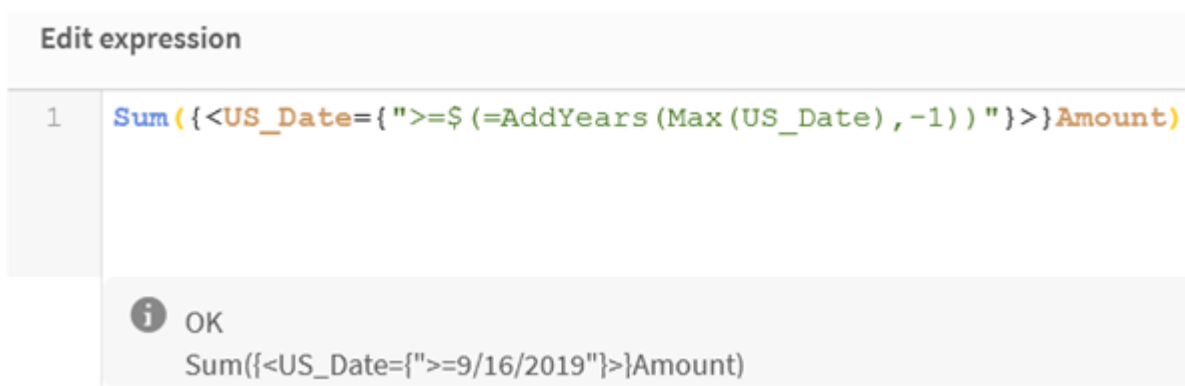 Edit expression
1 Sum({<US_Date={">=$(=AddYears(Max(US_Date),-1))"}>}Amount)
i OK
Sum({<US_Date={">=9/16/2019"}>}Amount)